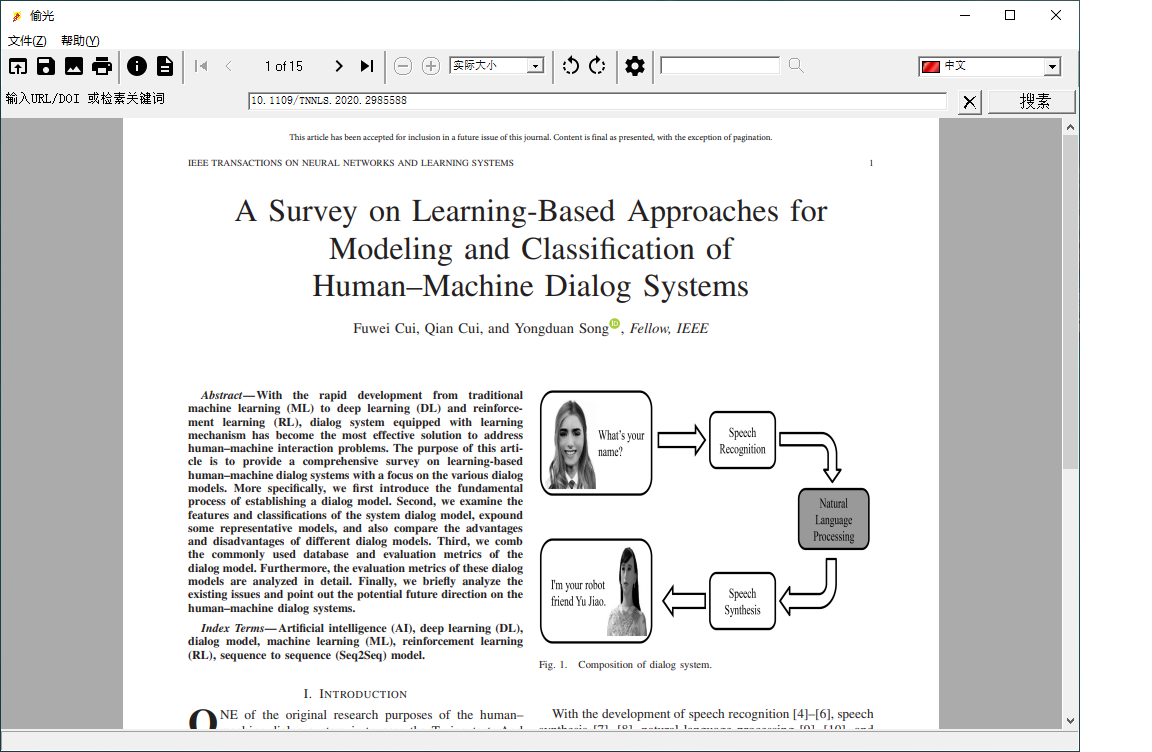 偷光
文件(Z) 帮助(Y)
1 of 15
实际大小
中文
输入URL/DOI 或检索关键词
10.1109/TNNLS.2020.2985588
搜素
This article has been accepted for inclusion in a future issue of this journal. Content is final as presented, with the exception of pagination.
IEEE TRANSACTIONS ON NEURAL NETWORKS AND LEARNING SYSTEMS 1
A Survey on Learning-Based Approaches for
Modeling and Classification of
Human–Machine Dialog Systems
Fuwei Cui, Qian Cui, and Yongduan Song iD, Fellow, IEEE
Abstract—With the rapid development from traditional
machine learning (ML) to deep learning (DL) and reinforce-
ment learning (RL), dialog system equipped with learning
mechanism has become the most effective solution to address
human–machine interaction problems. The purpose of this arti-
cle is to provide a comprehensive survey on learning-based
human–machine dialog systems with a focus on the various dialog
models. More specifically, we first introduce the fundamental
process of establishing a dialog model. Second, we examine the
features and classifications of the system dialog model, expound
some representative models, and also compare the advantages
and disadvantages of different dialog models. Third, we comb
the commonly used database and evaluation metrics of the
dialog model. Furthermore, the evaluation metrics of these dialog
models are analyzed in detail. Finally, we briefly analyze the
existing issues and point out the potential future direction on the
human–machine dialog systems.
Index Terms—Artificial intelligence (AI), deep learning (DL),
dialog model, machine learning (ML), reinforcement learning
(RL), sequence to sequence (Seq2Seq) model.
I. INTRODUCTION
ONE of the original research purposes of the human–
What's your
name?
Speech
Recognition
Natural
Language
Processing
I'm your robot
friend Yu Jiao.
Speech
Synthesis
Fig. 1. Composition of dialog system.
With the development of speech recognition [4]–[6], speech
synthesis [7], [8], natural language processing [9], [10], and